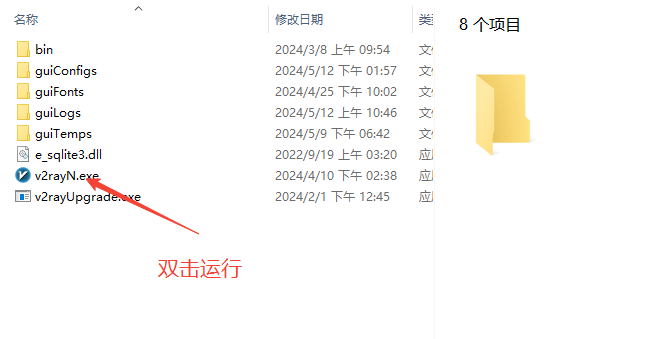 名称 修改日期 类
8 个项目
bin 2024/3/8 上午 09:54 文
guiConfigs 2024/5/12 下午 01:57 文
guiFonts 2024/4/25 下午 10:02 文
guiLogs 2024/5/12 下午 10:46 文
guiTemps 2024/5/9 下午 06:42 文
e_sqlite3.dll 2022/9/19 上午 03:20 应
v2rayN.exe 2024/4/10 下午 02:38 应
v2rayUpgrade.exe 2024/2/1 下午 12:45 应
双击运行